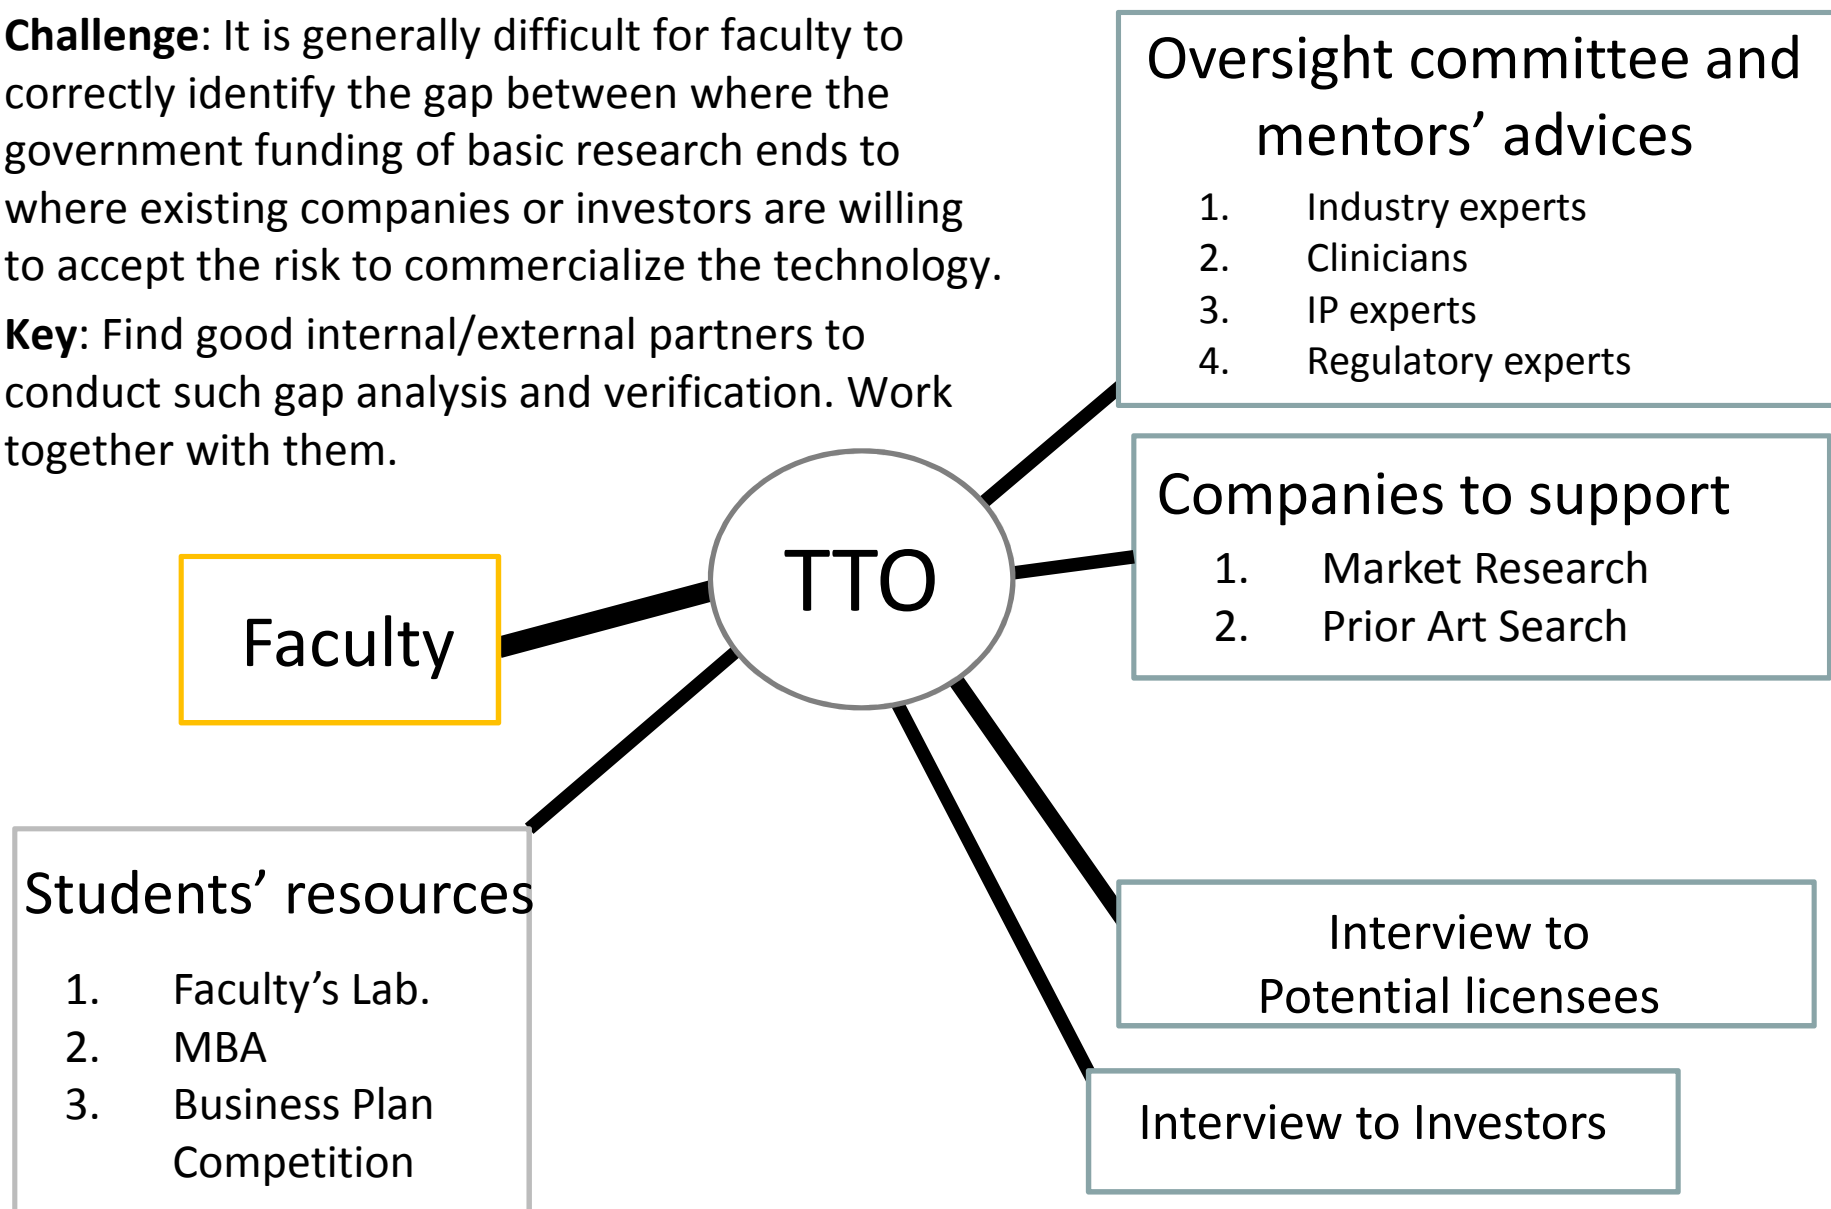 Challenge: It is generally difficult for faculty to
correctly identify the gap between where the
government funding of basic research ends to
where existing companies or investors are willing
to accept the risk to commercialize the technology.
Key: Find good internal/external partners to
conduct such gap analysis and verification. Work
together with them.
Oversight committee and
mentors’ advices
1. Industry experts
2. Clinicians
3. IP experts
4. Regulatory experts
Companies to support
1. Market Research
2. Prior Art Search
TTO
Faculty
Students’ resources
1. Faculty’s Lab.
2. MBA
3. Business Plan
Competition
Interview to
Potential licensees
Interview to Investors